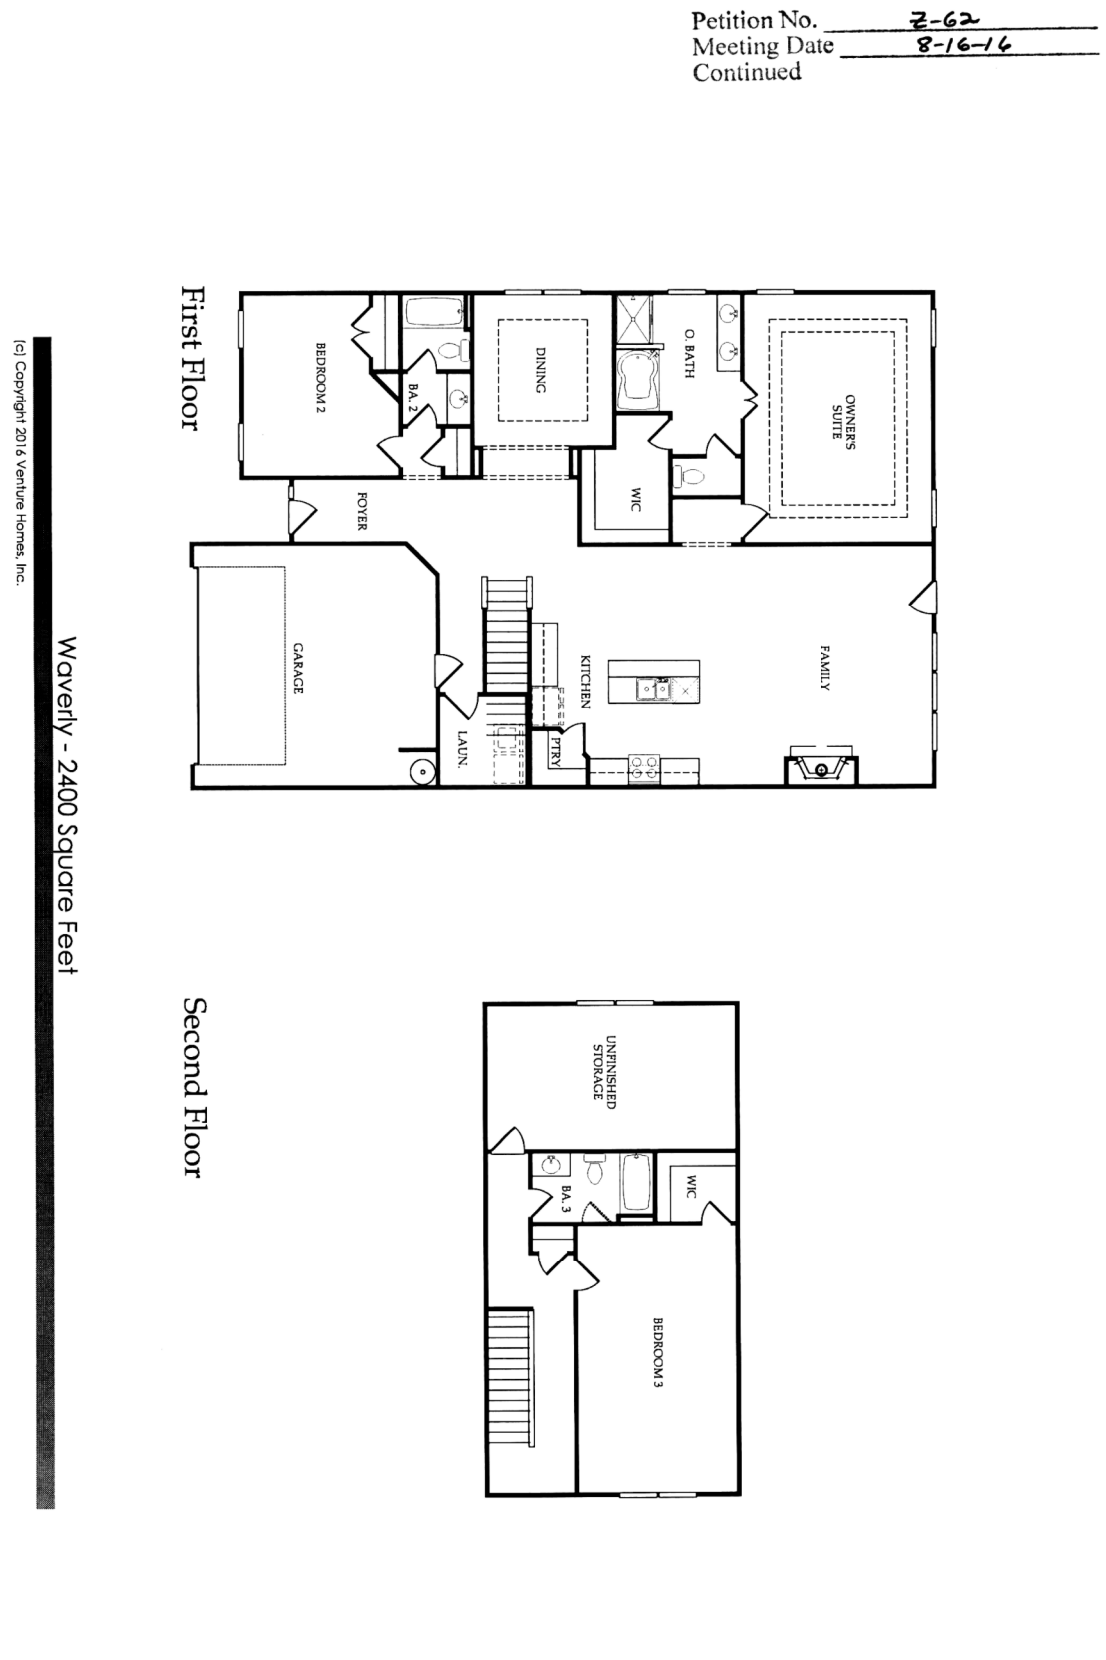 Petition No. Z-62
Meeting Date 8-16-16
Continued
First Floor
OWNER'S
SUITE
O. BATH
WIC
DINING
BA. 2
BEDROOM 2
FOYER
FAMILY
KITCHEN
PTRY
LAUN.
GARAGE
Second Floor
UNFINISHED
STORAGE
WIC
BA. 3
BEDROOM 3
Waverly - 2400 Square Feet
(c) Copyright 2016 Venture Homes, Inc.